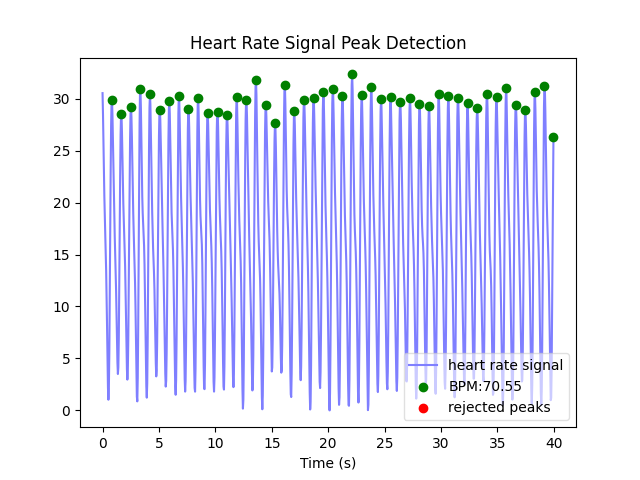 Heart Rate Signal Peak Detection
30
25
20
15
10
5
0
heart rate signal
BPM:70.55
rejected peaks
0 5 10 15 20 25 30 35 40
Time (s)